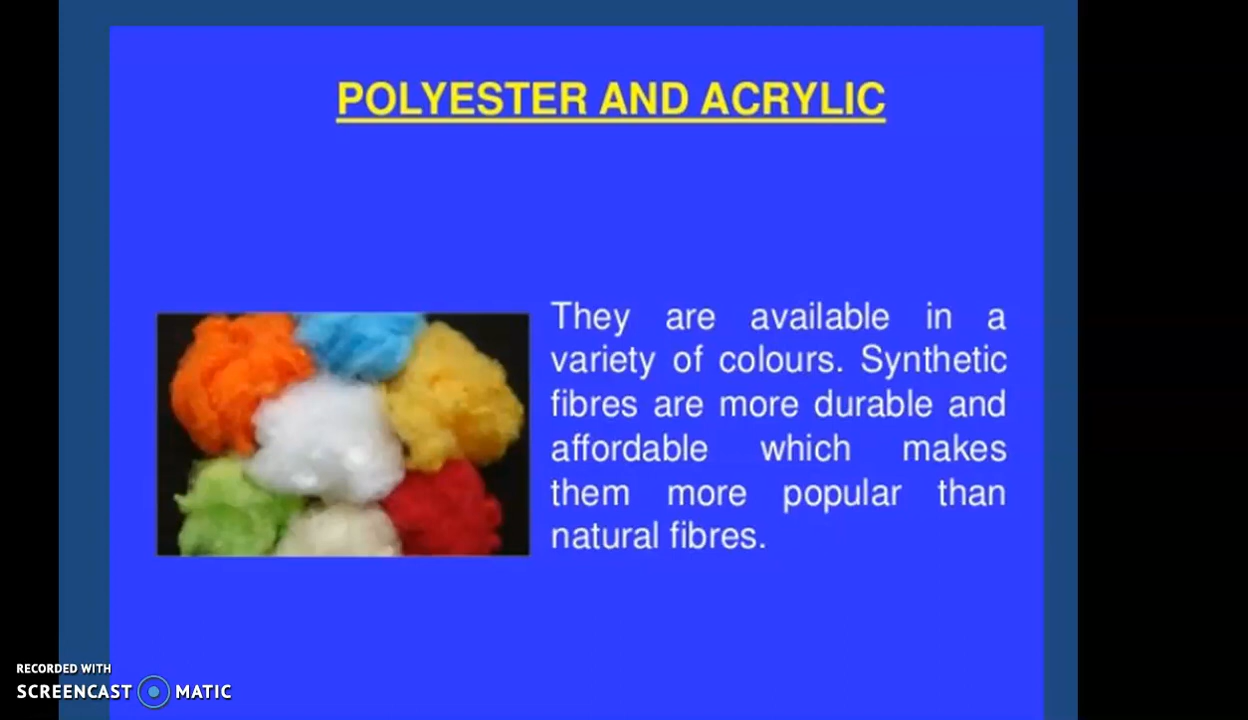 POLYESTER AND ACRYLIC
They are available in a
variety of colours. Synthetic
fibres are more durable and
affordable which makes
them more popular than
natural fibres.
RECORDED WITH
SCREENCAST MATIC